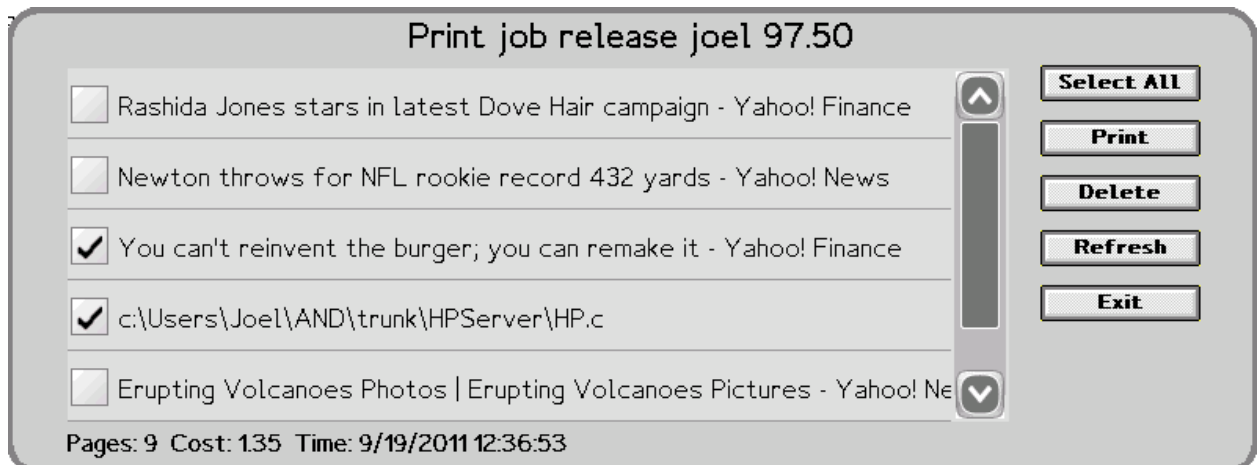 Print job release joel 97.50
Rashida Jones stars in latest Dove Hair campaign - Yahoo! Finance
Newton throws for NFL rookie record 432 yards - Yahoo! News
You can't reinvent the burger; you can remake it - Yahoo! Finance
c:\Users\Joel\AND\trunk\HPServer\HP.c
Erupting Volcanoes Photos | Erupting Volcanoes Pictures - Yahoo! Ne
Pages: 9 Cost: 1.35 Time: 9/19/2011 12:36:53
Select All
Print
Delete
Refresh
Exit